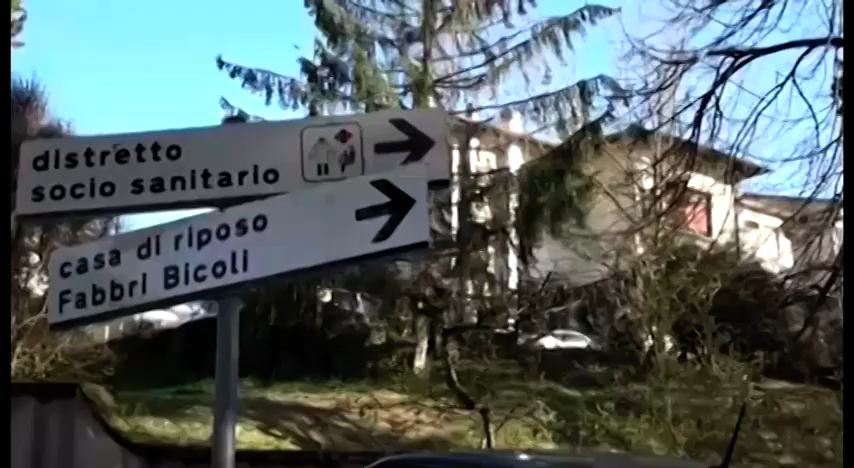 distretto
socio sanitario
casa di riposo
Fabbri Bicoli